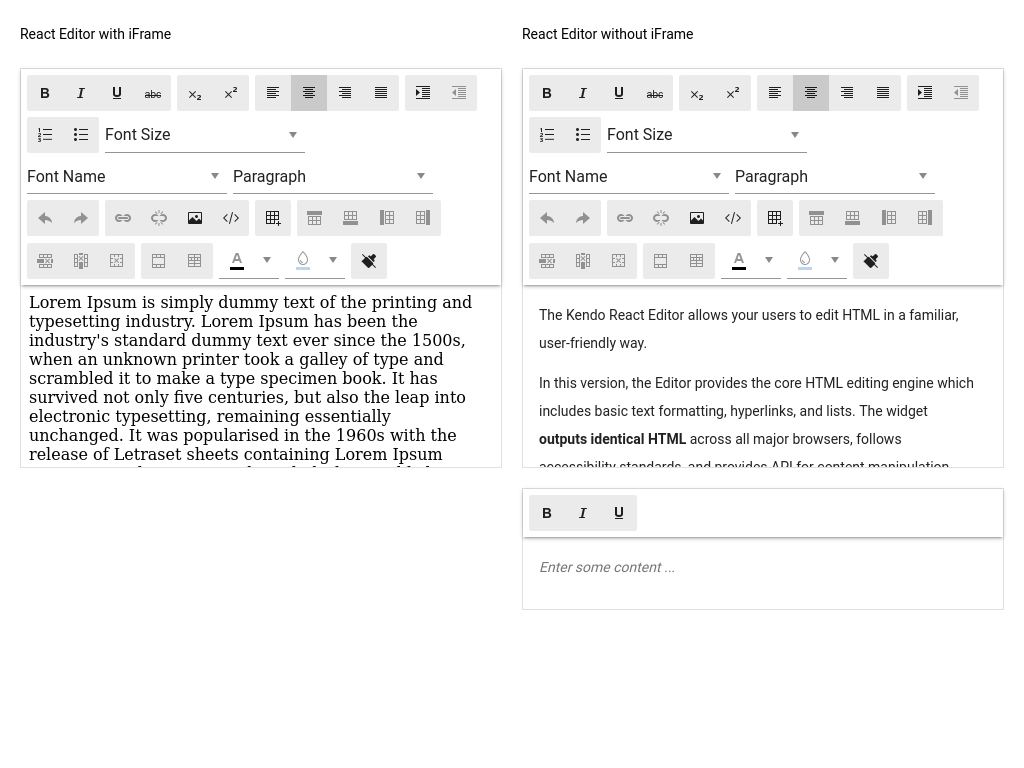 React Editor with iFrame
React Editor without iFrame
B I U abc X₂ X²
Font Size
Font Name Paragraph
A
Lorem Ipsum is simply dummy text of the printing and
typesetting industry. Lorem Ipsum has been the
industry's standard dummy text ever since the 1500s,
when an unknown printer took a galley of type and
scrambled it to make a type specimen book. It has
survived not only five centuries, but also the leap into
electronic typesetting, remaining essentially
unchanged. It was popularised in the 1960s with the
release of Letraset sheets containing Lorem Ipsum
B I U abc X₂ X²
Font Size
Font Name Paragraph
A
The Kendo React Editor allows your users to edit HTML in a familiar,
user-friendly way.
In this version, the Editor provides the core HTML editing engine which
includes basic text formatting, hyperlinks, and lists. The widget
outputs identical HTML across all major browsers, follows
accessibility standards, and provides API for content manipulation.
B I U
Enter some content ...